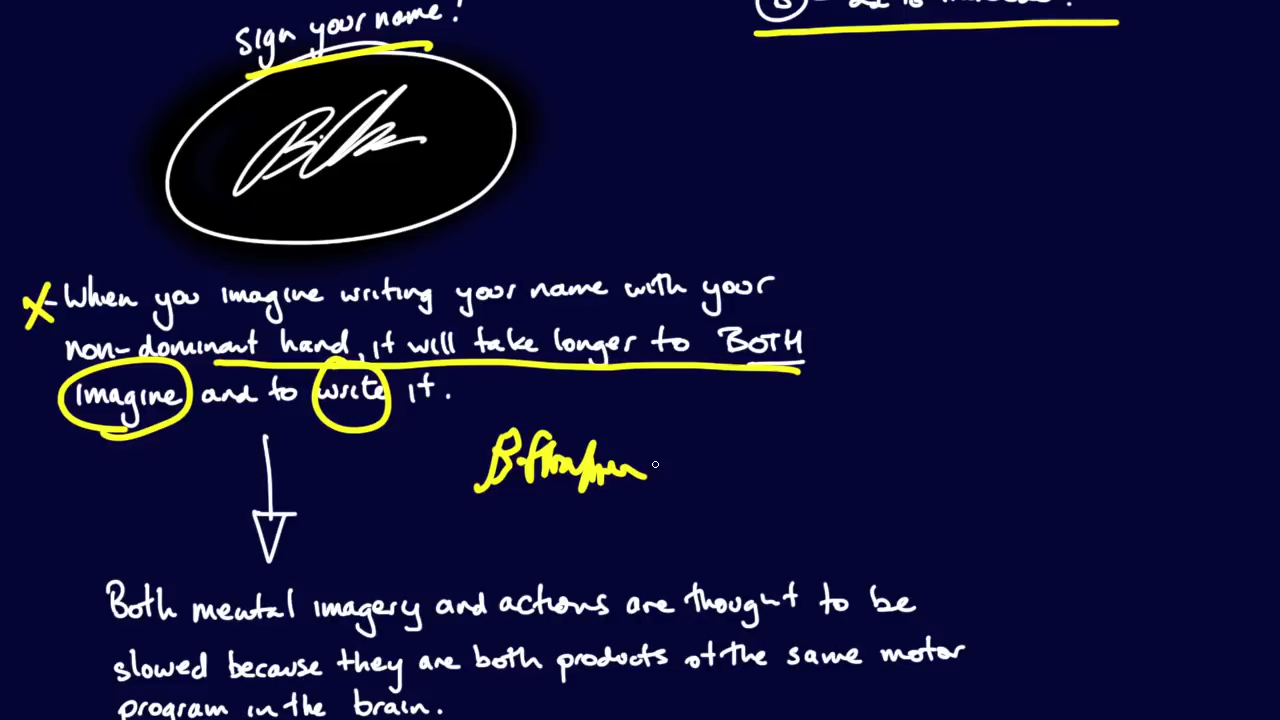 sign your name!
- When you imagine writing your name with your
non-dominant hand, it will take longer to BOTH
imagine and to write it.
Both mental imagery and actions are thought to be
slowed because they are both products of the same motor
program in the brain.